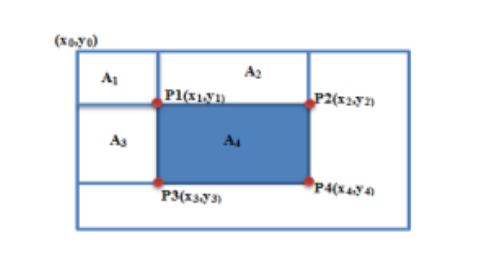 (x₀,y₀)
A₁
A₂
P1(x₁,y₁)
P2(x₂,y₂)
A₃
A₄
P3(x₃,y₃)
P4(x₄,y₄)